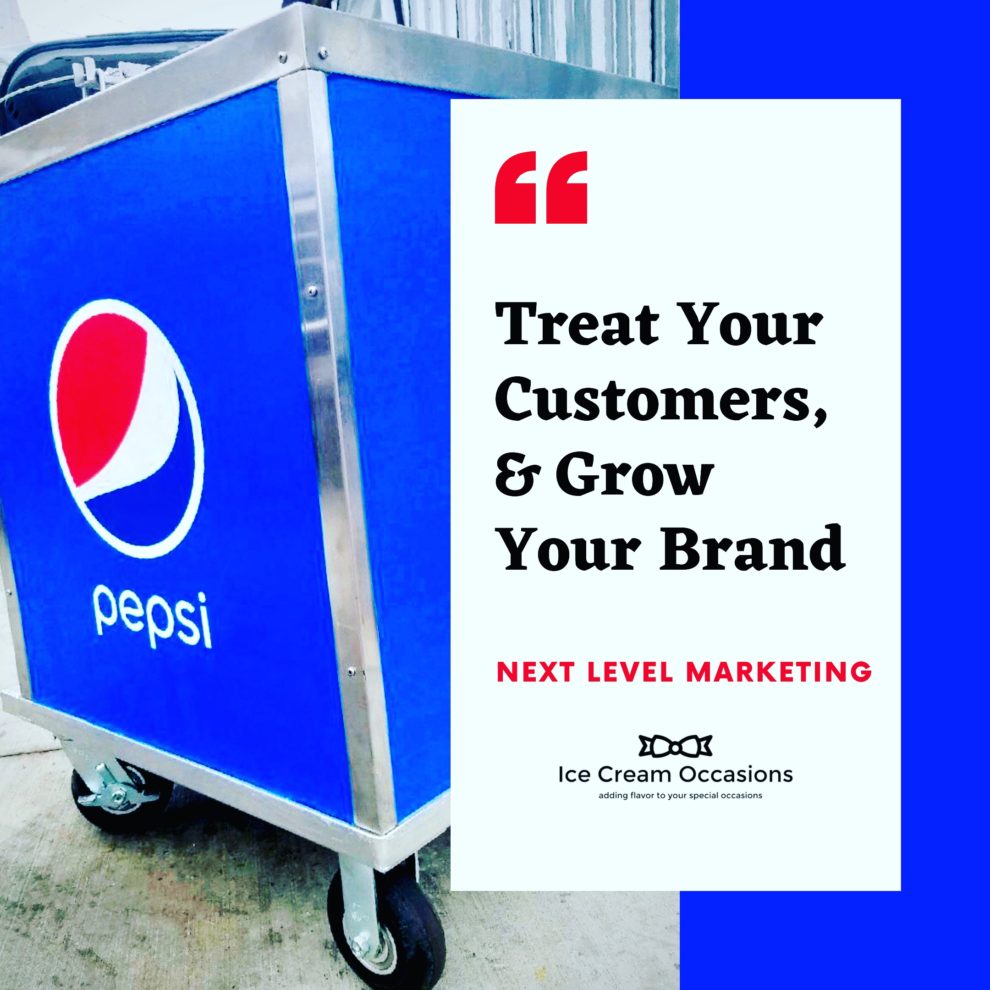 pepsi
“
Treat Your
Customers,
& Grow
Your Brand
NEXT LEVEL MARKETING
Ice Cream Occasions
adding flavor to your special occasions